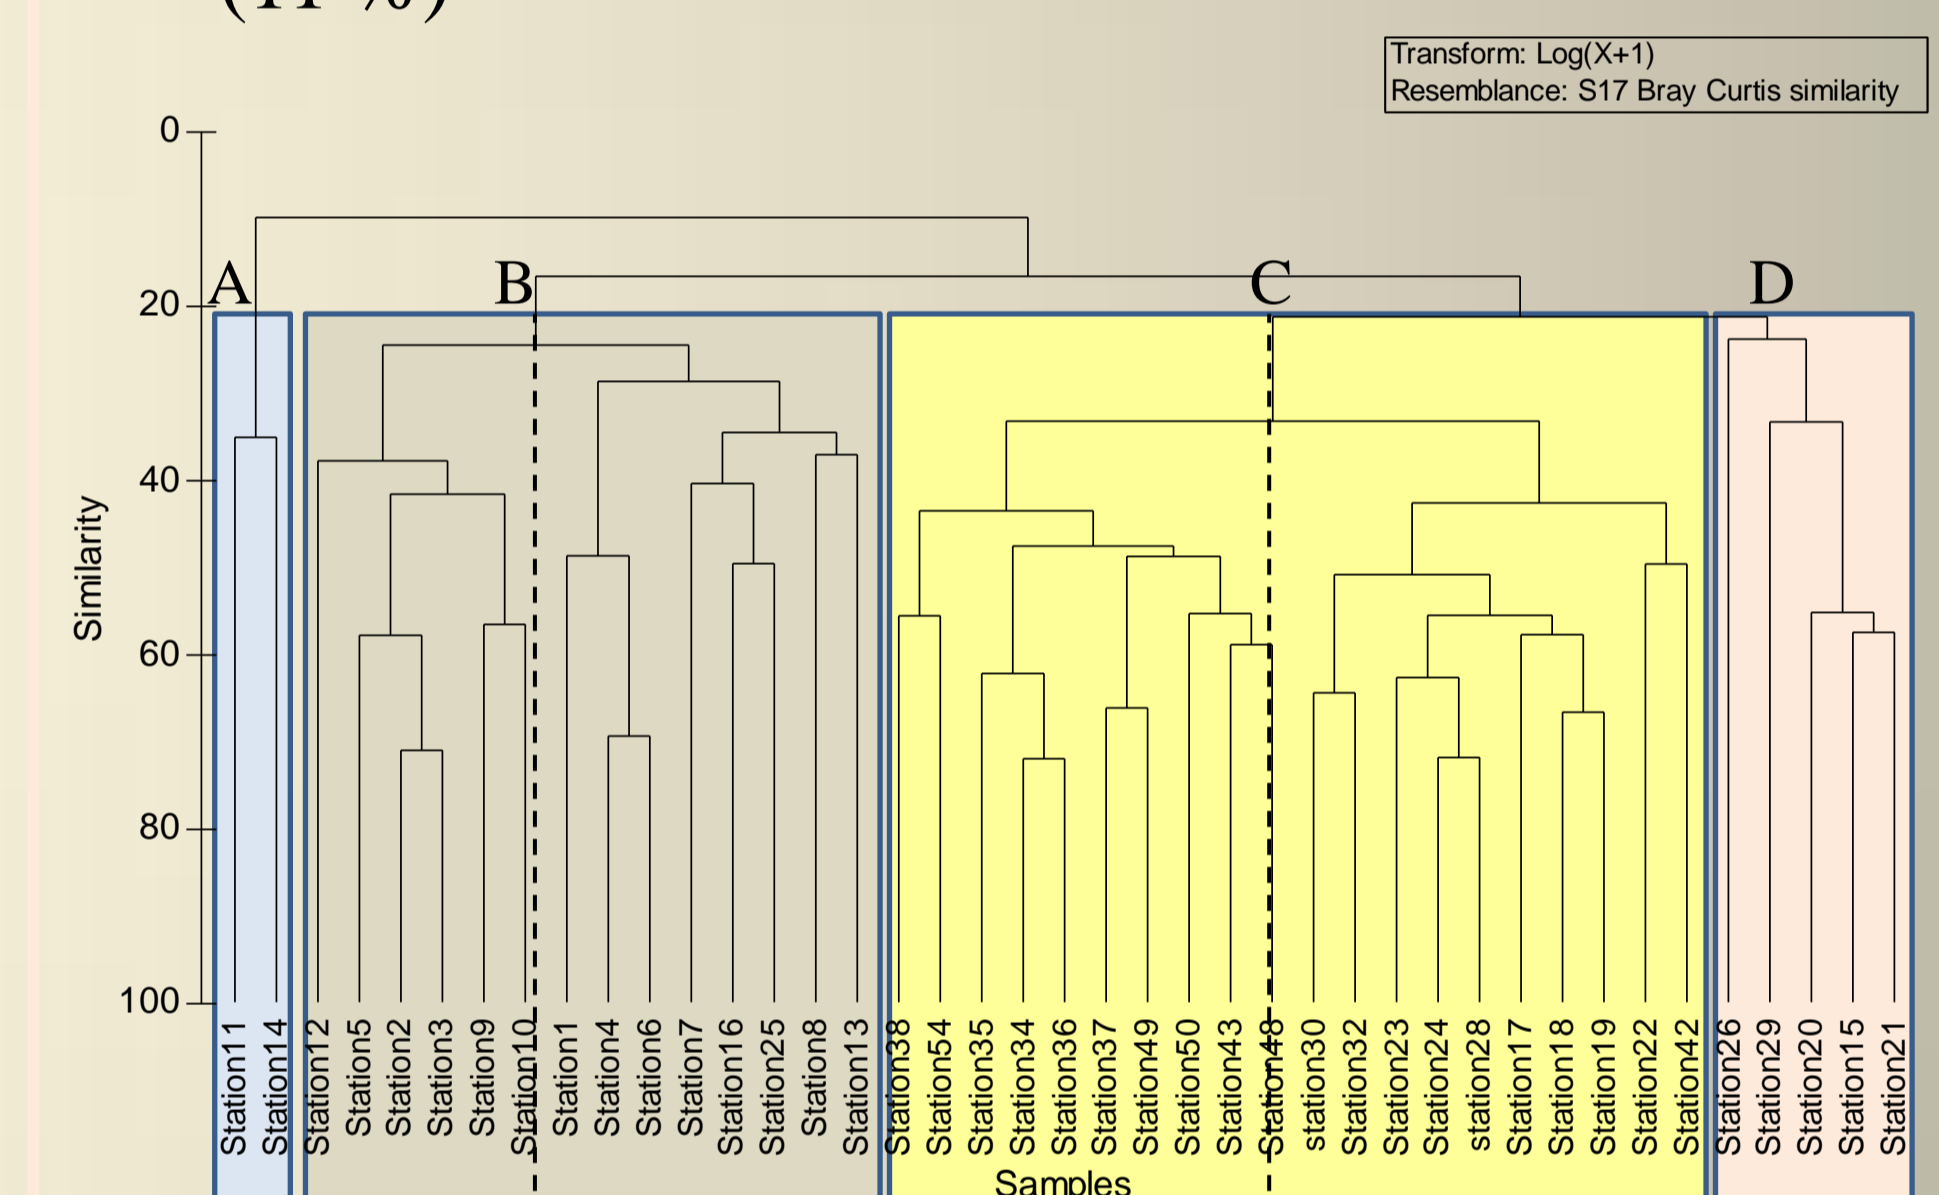 (11 %)
Transform: Log(X+1)
Resemblance: S17 Bray Curtis similarity
0
A B C D
20
40
Similarity
60
80
100
Station11
Station14
Station12
Station5
Station2
Station3
Station9
Station10
Station1
Station4
Station6
Station7
Station16
Station25
Station8
Station13
Station38
Station54
Station35
Station34
Station36
Station37
Station49
Station50
Station43
Station48
station30
Station32
Station23
Station24
station28
Station17
Station18
Station19
Station22
Station42
Station26
Station29
Station20
Station15
Station21
Samples